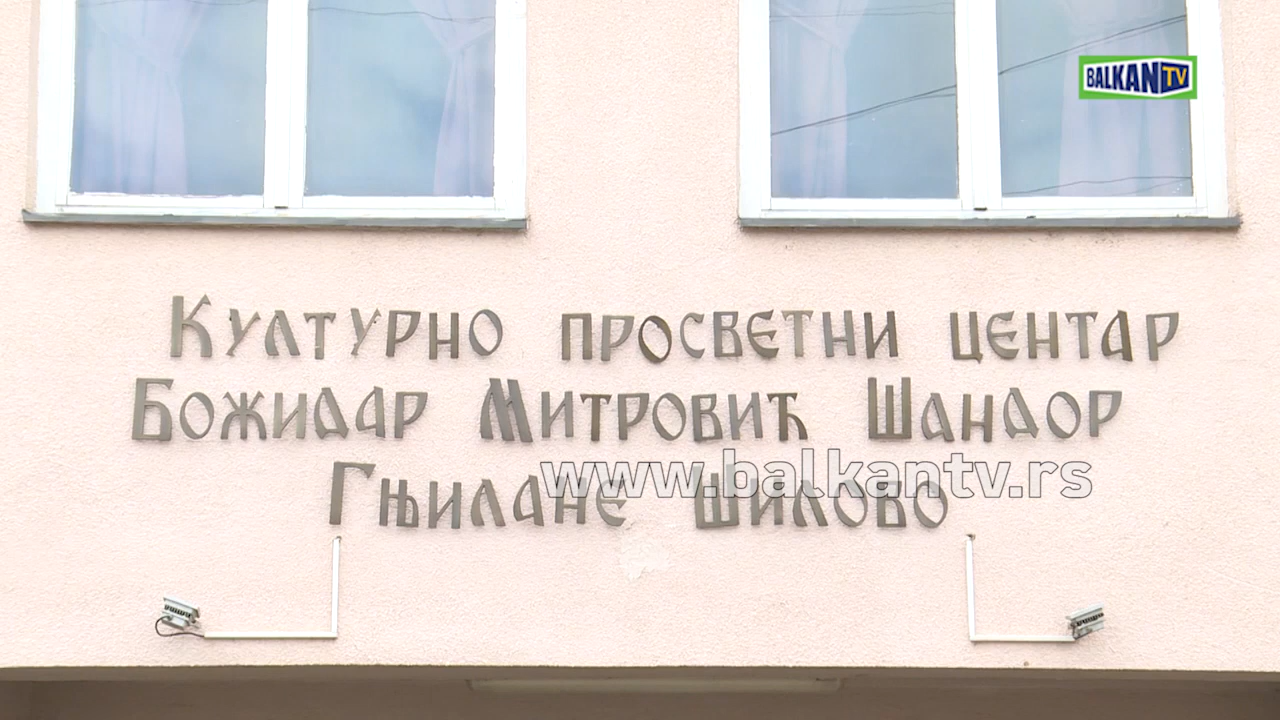 BALKAN TV
Културно просветни центар
Божидар Митровић Шандор
Гњилане Шилово
www.balkantv.rs